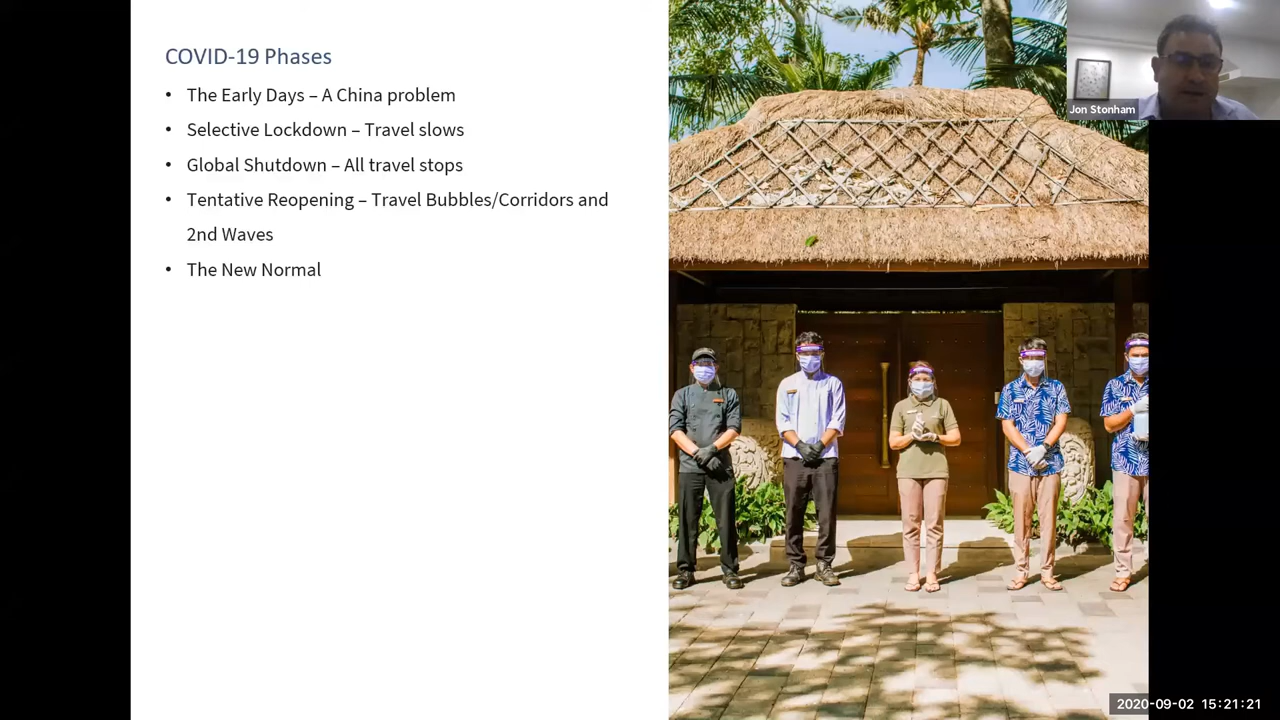 COVID-19 Phases
• The Early Days – A China problem
• Selective Lockdown – Travel slows
• Global Shutdown – All travel stops
• Tentative Reopening – Travel Bubbles/Corridors and
2nd Waves
• The New Normal
Jon Stonham
2020-09-02 15:21:21